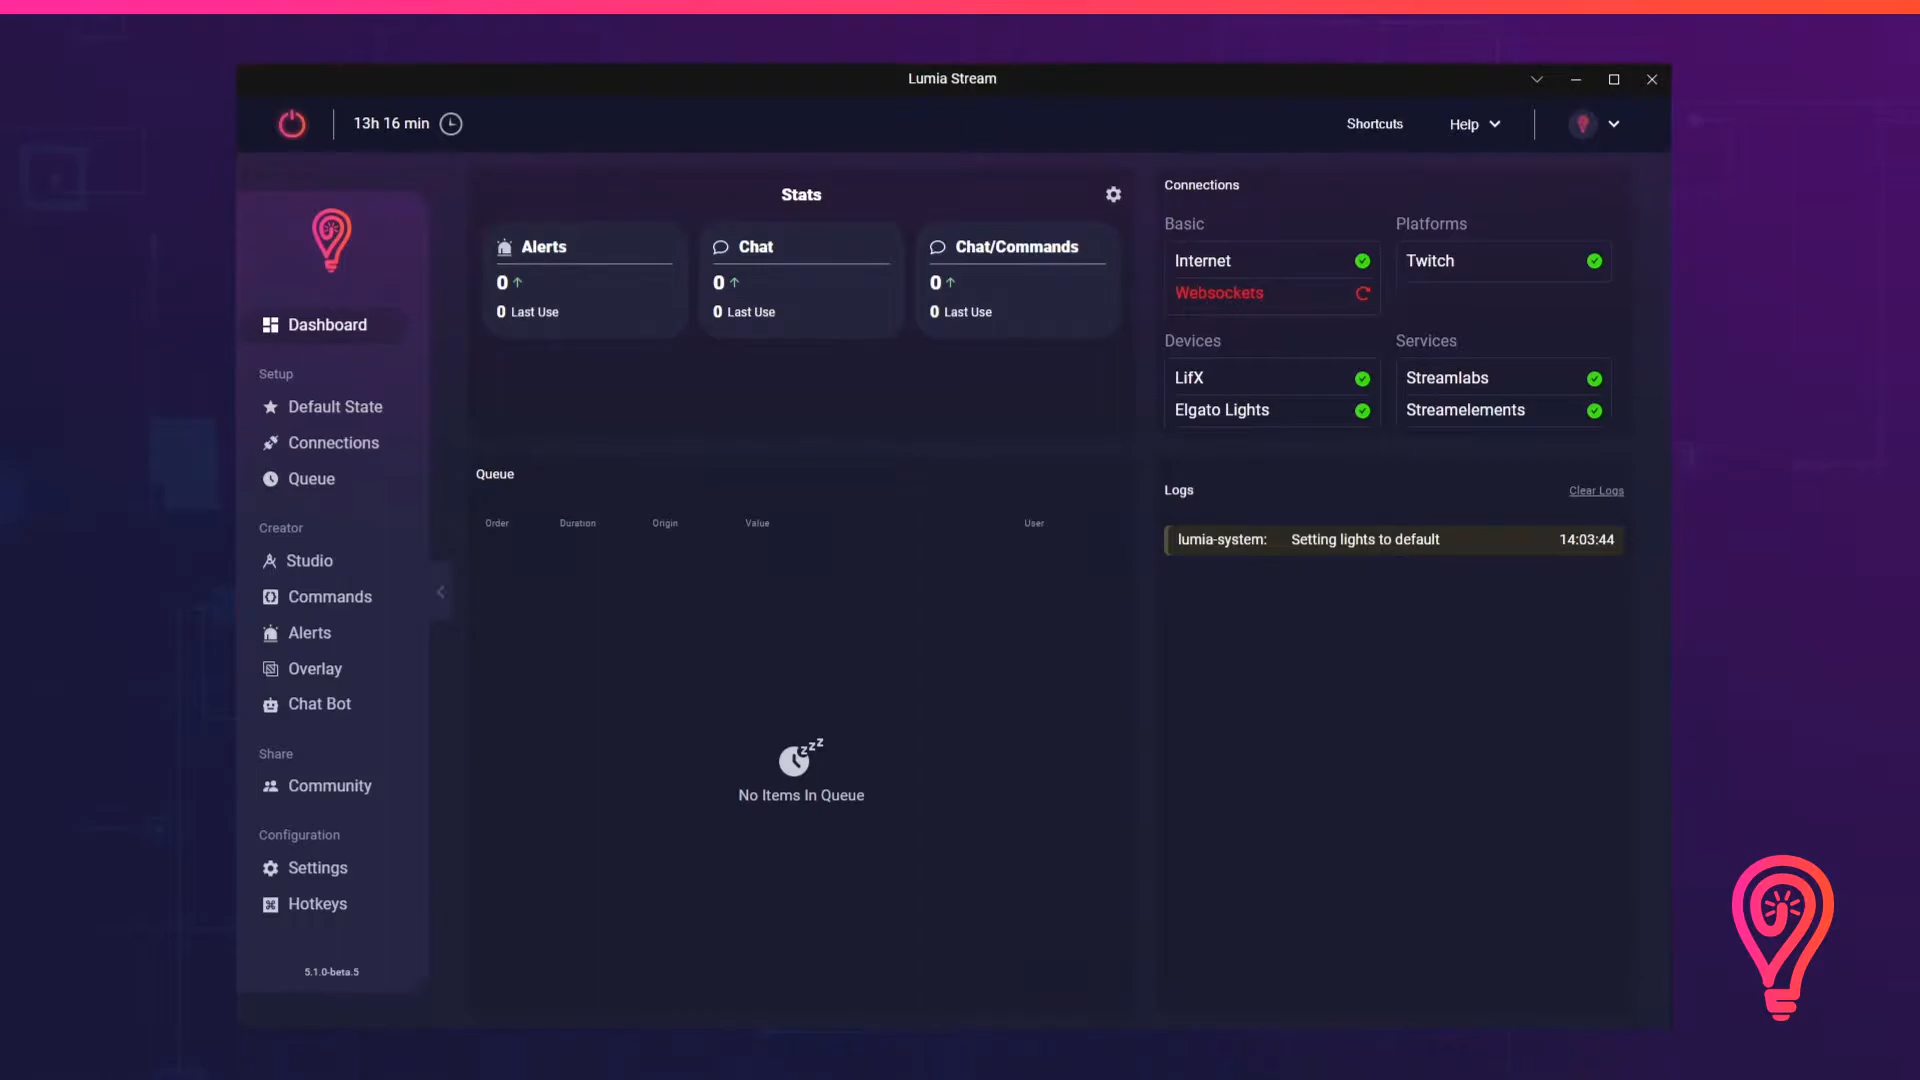 Lumia Stream
13h 16 min
Shortcuts
Help
Dashboard
Setup
Default State
Connections
Queue
Creator
Studio
Commands
Alerts
Overlay
Chat Bot
Share
Community
Configuration
Settings
Hotkeys
5.1.0-beta.5
Stats
Alerts
0
0 Last Use
Chat
0
0 Last Use
Chat/Commands
0
0 Last Use
Connections
Basic
Internet
Websockets
Platforms
Twitch
Devices
LifX
Elgato Lights
Services
Streamlabs
Streamelements
Queue
Order Duration Origin Value User
zzz
No Items In Queue
Logs
Clear Logs
lumia-system: Setting lights to default 14:03:44